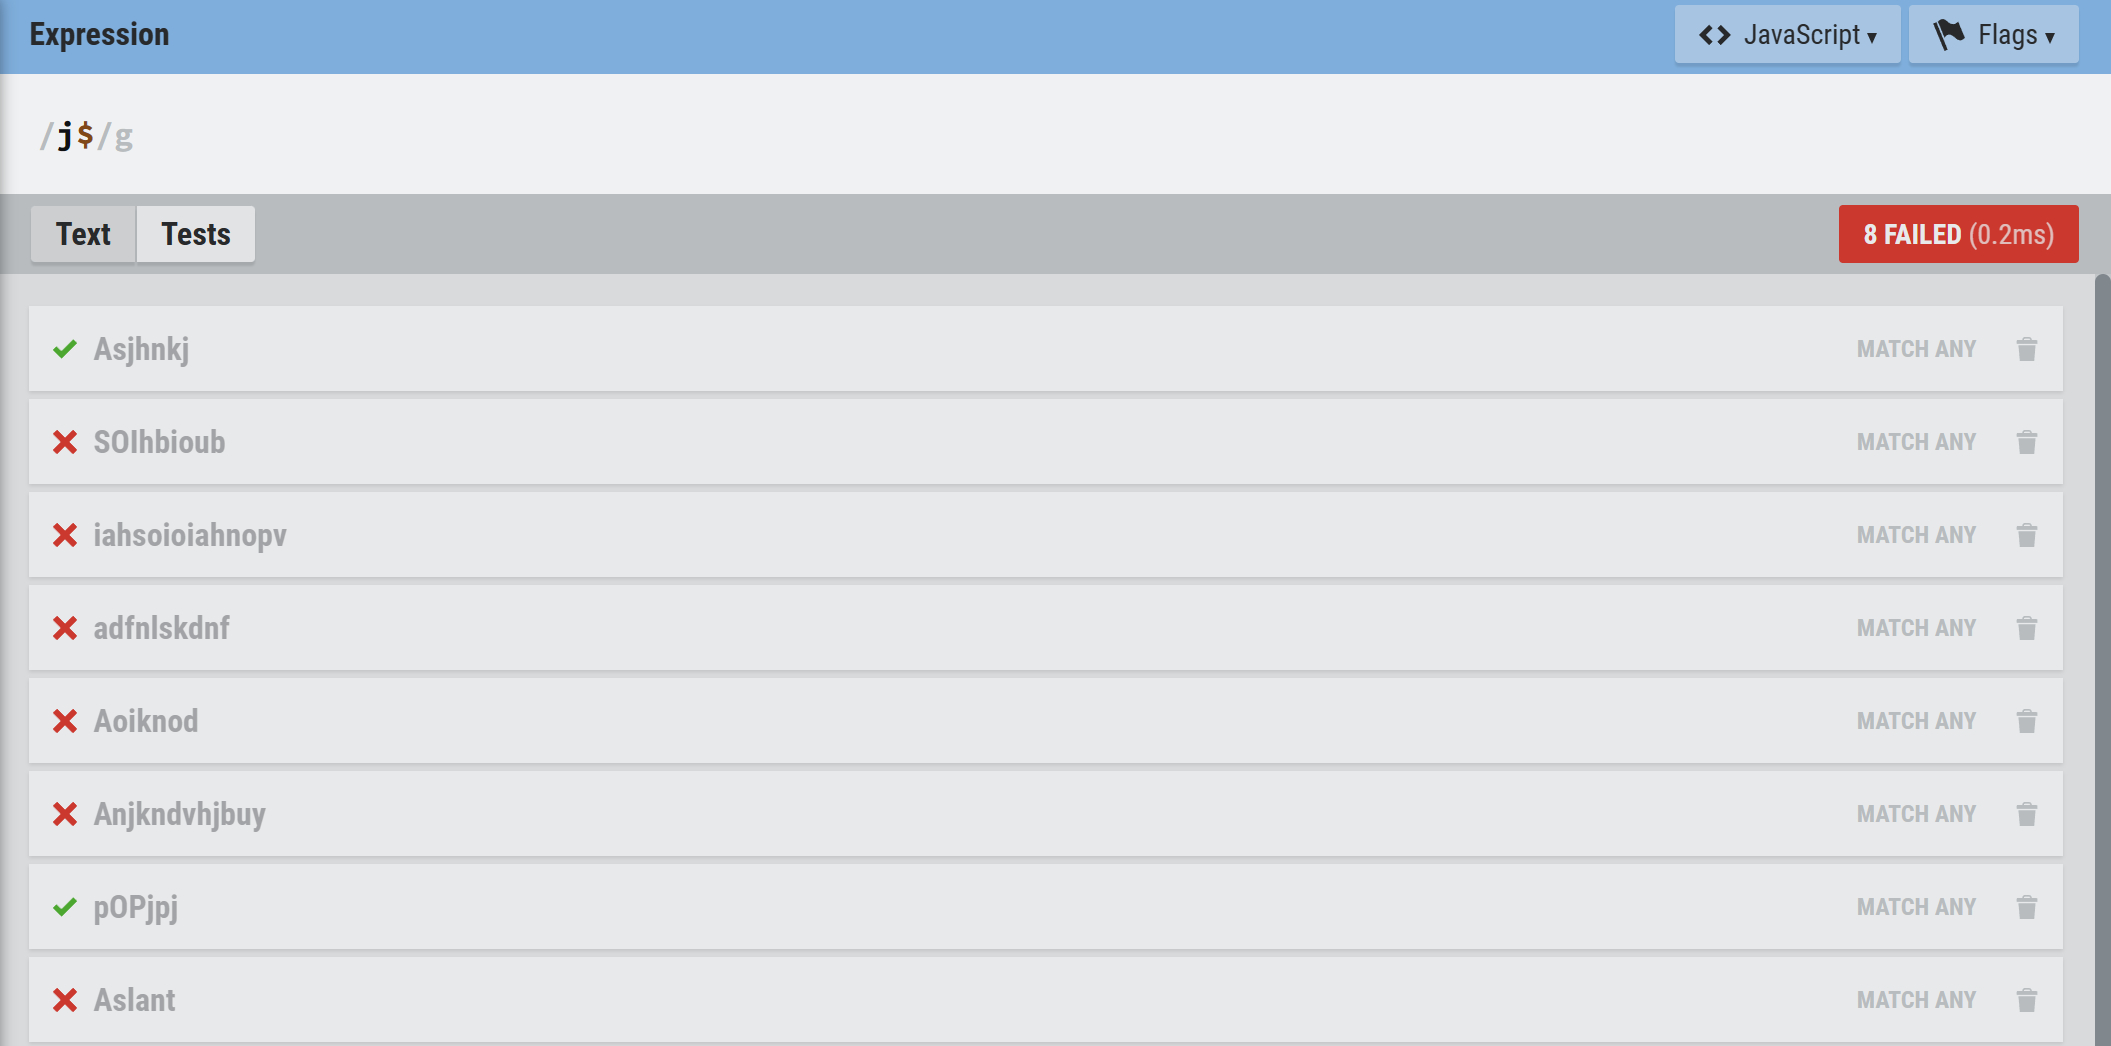 Expression
JavaScript ▾
Flags ▾
/j$/g
Text
Tests
8 FAILED (0.2ms)
Asjhnkj
MATCH ANY
SOIhbioub
MATCH ANY
iahsoioiahnopv
MATCH ANY
adfnlskdnf
MATCH ANY
Aoiknod
MATCH ANY
Anjkndvhjbuy
MATCH ANY
pOPjpj
MATCH ANY
Aslant
MATCH ANY